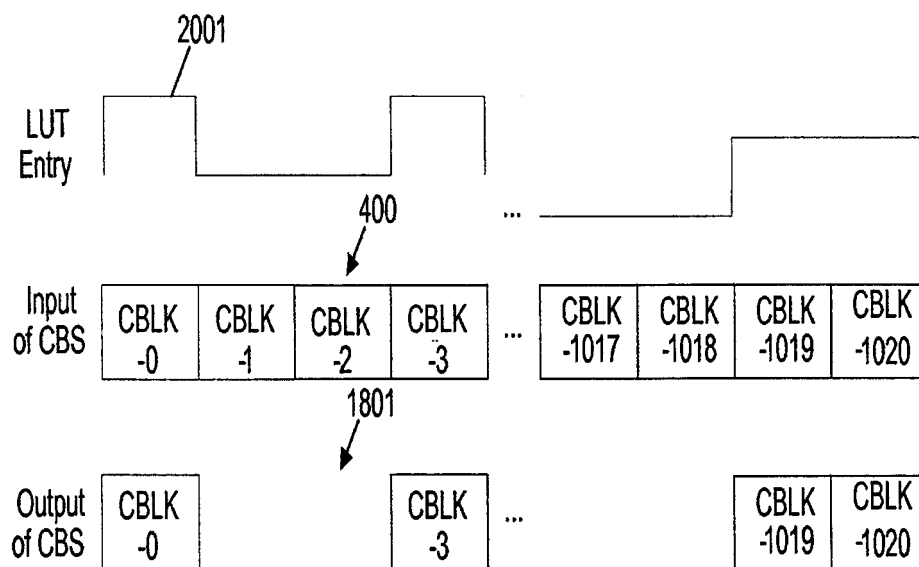 2001
LUT
Entry
...
400
Input
of CBS
CBLK
-0
CBLK
-1
CBLK
-2
CBLK
-3
...
CBLK
-1017
CBLK
-1018
CBLK
-1019
CBLK
-1020
1801
Output
of CBS
CBLK
-0
CBLK
-3
...
CBLK
-1019
CBLK
-1020